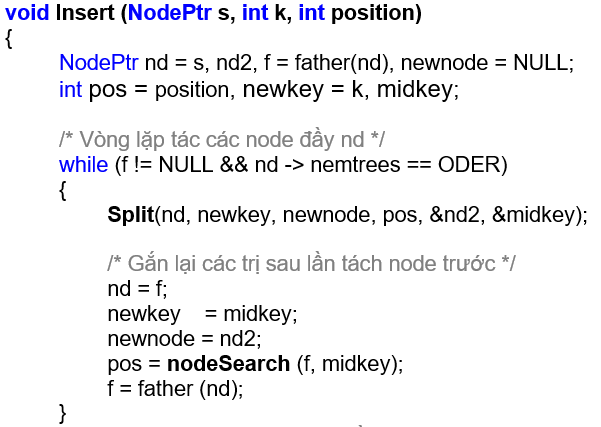 void Insert (NodePtr s, int k, int position)
{
NodePtr nd = s, nd2, f = father(nd), newnode = NULL;
int pos = position, newkey = k, midkey;
/* Vòng lặp tác các node đầy nd */
while (f != NULL && nd -> nemtrees == ODER)
{
Split(nd, newkey, newnode, pos, &nd2, &midkey);
/* Gắn lại các trị sau lần tách node trước */
nd = f;
newkey = midkey;
newnode = nd2;
pos = nodeSearch (f, midkey);
f = father (nd);
}